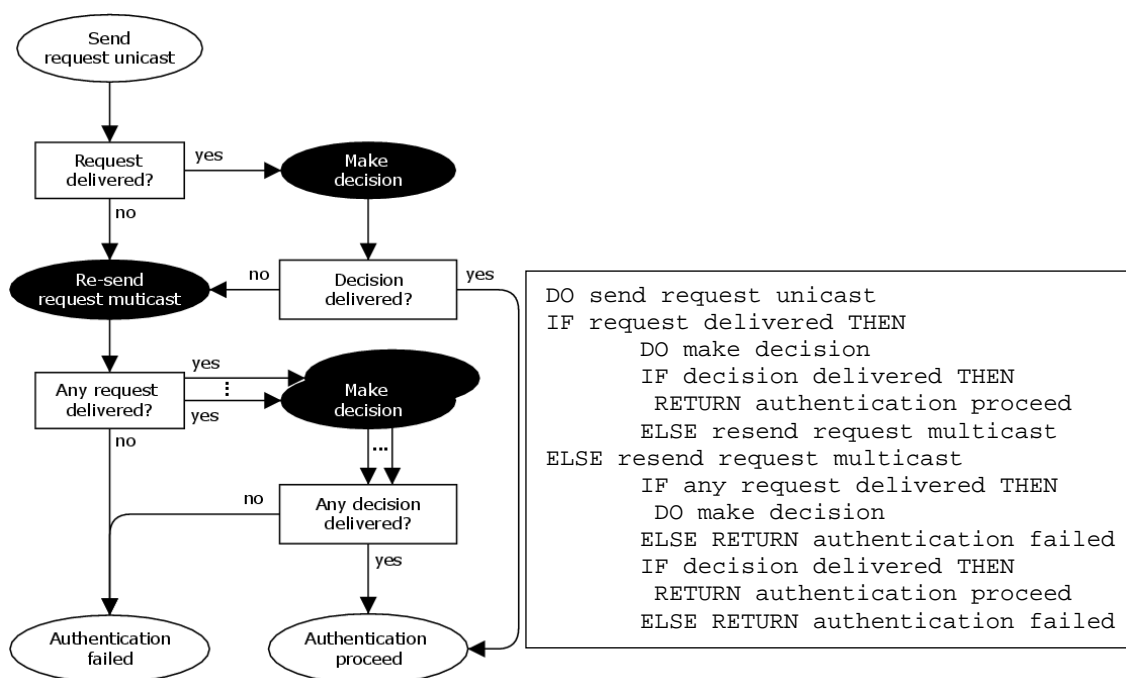 Send
request unicast
Request
delivered?
yes
Make
decision
no
Re-send
request muticast
no
Decision
delivered?
yes
Any request
delivered?
yes
...
yes
Make
decision
no
...
no
Any decision
delivered?
yes
Authentication
failed
Authentication
proceed
DO send request unicast
IF request delivered THEN
DO make decision
IF decision delivered THEN
RETURN authentication proceed
ELSE resend request multicast
ELSE resend request multicast
IF any request delivered THEN
DO make decision
ELSE RETURN authentication failed
IF decision delivered THEN
RETURN authentication proceed
ELSE RETURN authentication failed